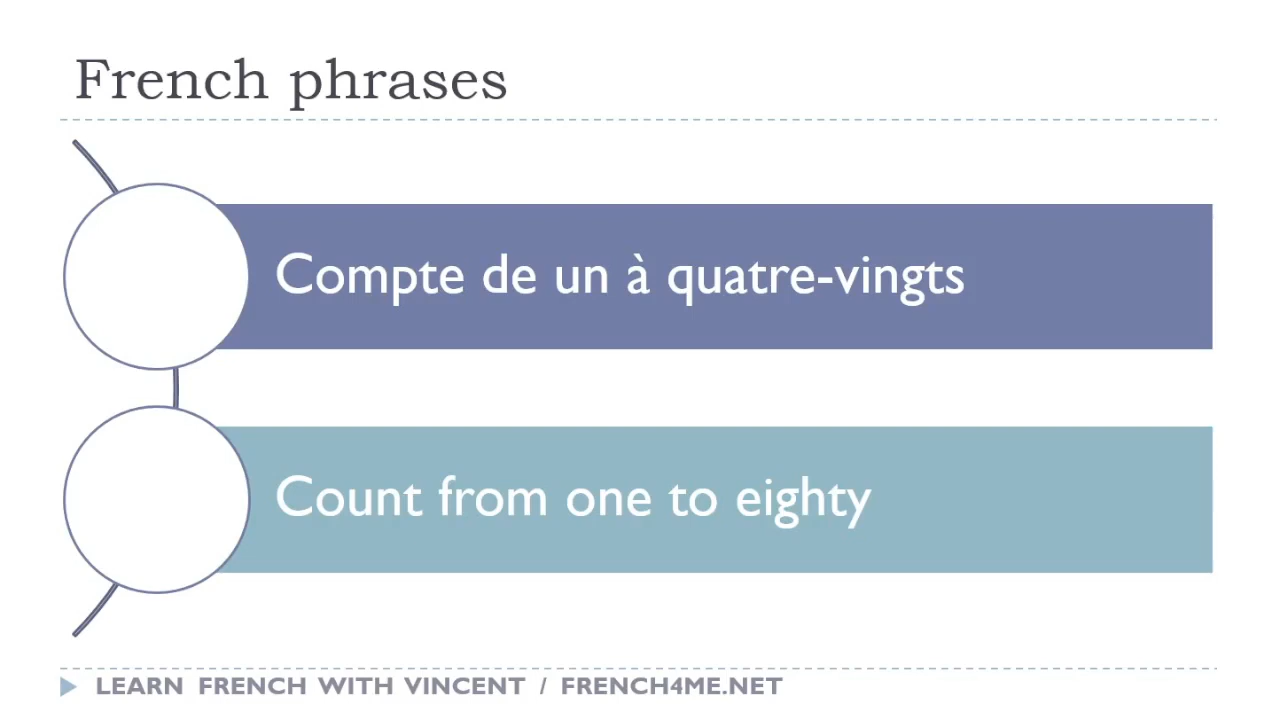 French phrases
Compte de un à quatre-vingts
Count from one to eighty
LEARN FRENCH WITH VINCENT / FRENCH4ME.NET